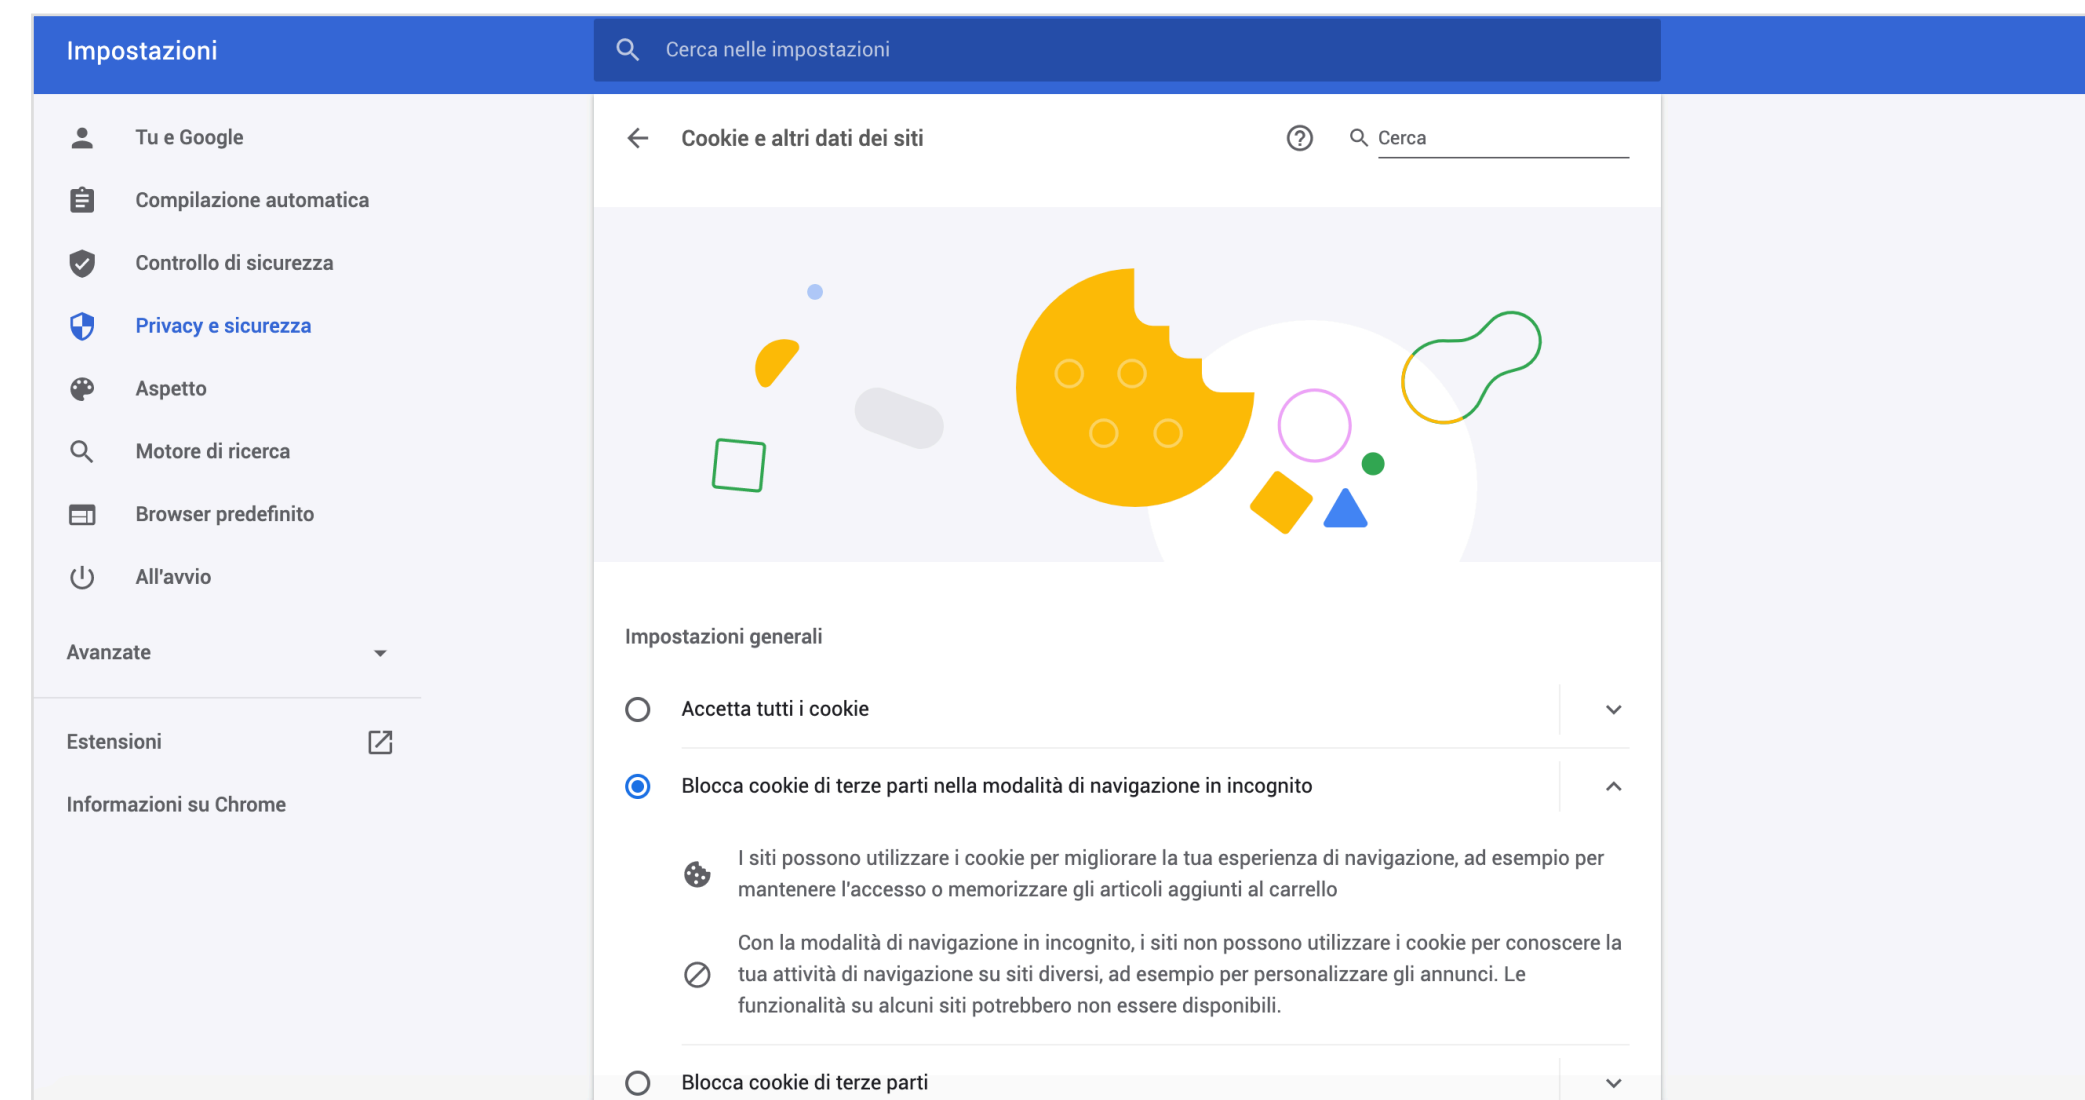 Impostazioni
Cerca nelle impostazioni
Tu e Google
Compilazione automatica
Controllo di sicurezza
Privacy e sicurezza
Aspetto
Motore di ricerca
Browser predefinito
All'avvio
Avanzate
Estensioni
Informazioni su Chrome
Cookie e altri dati dei siti
Cerca
Impostazioni generali
Accetta tutti i cookie
Blocca cookie di terze parti nella modalità di navigazione in incognito
I siti possono utilizzare i cookie per migliorare la tua esperienza di navigazione, ad esempio per
mantenere l'accesso o memorizzare gli articoli aggiunti al carrello
Con la modalità di navigazione in incognito, i siti non possono utilizzare i cookie per conoscere la
tua attività di navigazione su siti diversi, ad esempio per personalizzare gli annunci. Le
funzionalità su alcuni siti potrebbero non essere disponibili.
Blocca cookie di terze parti